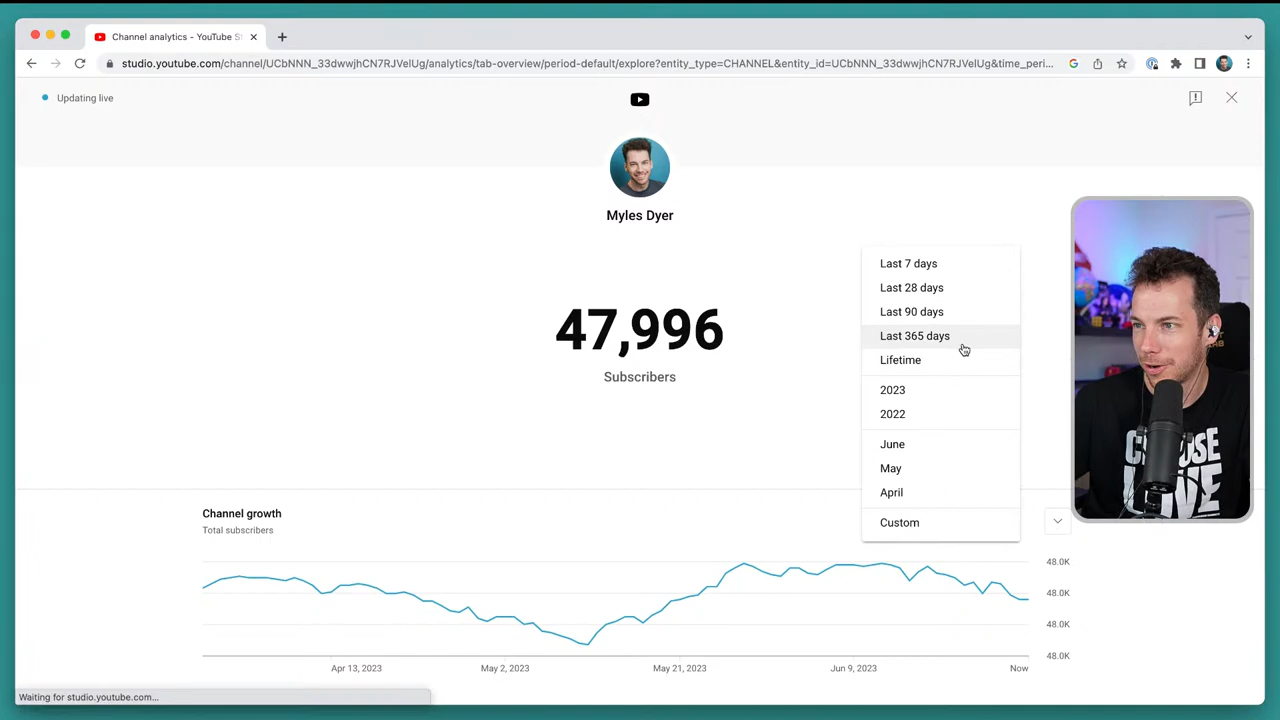 Channel analytics - YouTube S
studio.youtube.com/channel/UCbNNN_33dwwjhCN7RJVelUg/analytics/tab-overview/period-default/explore?entity_type=CHANNEL&entity_id=UCbNNN_33dwwjhCN7RJVelUg&time_peri...
Updating live
Myles Dyer
47,996
Subscribers
Last 7 days
Last 28 days
Last 90 days
Last 365 days
Lifetime
2023
2022
June
May
April
Custom
Channel growth
Total subscribers
48.0K
48.0K
48.0K
48.0K
Apr 13, 2023
May 2, 2023
May 21, 2023
Jun 9, 2023
Now
Waiting for studio.youtube.com...